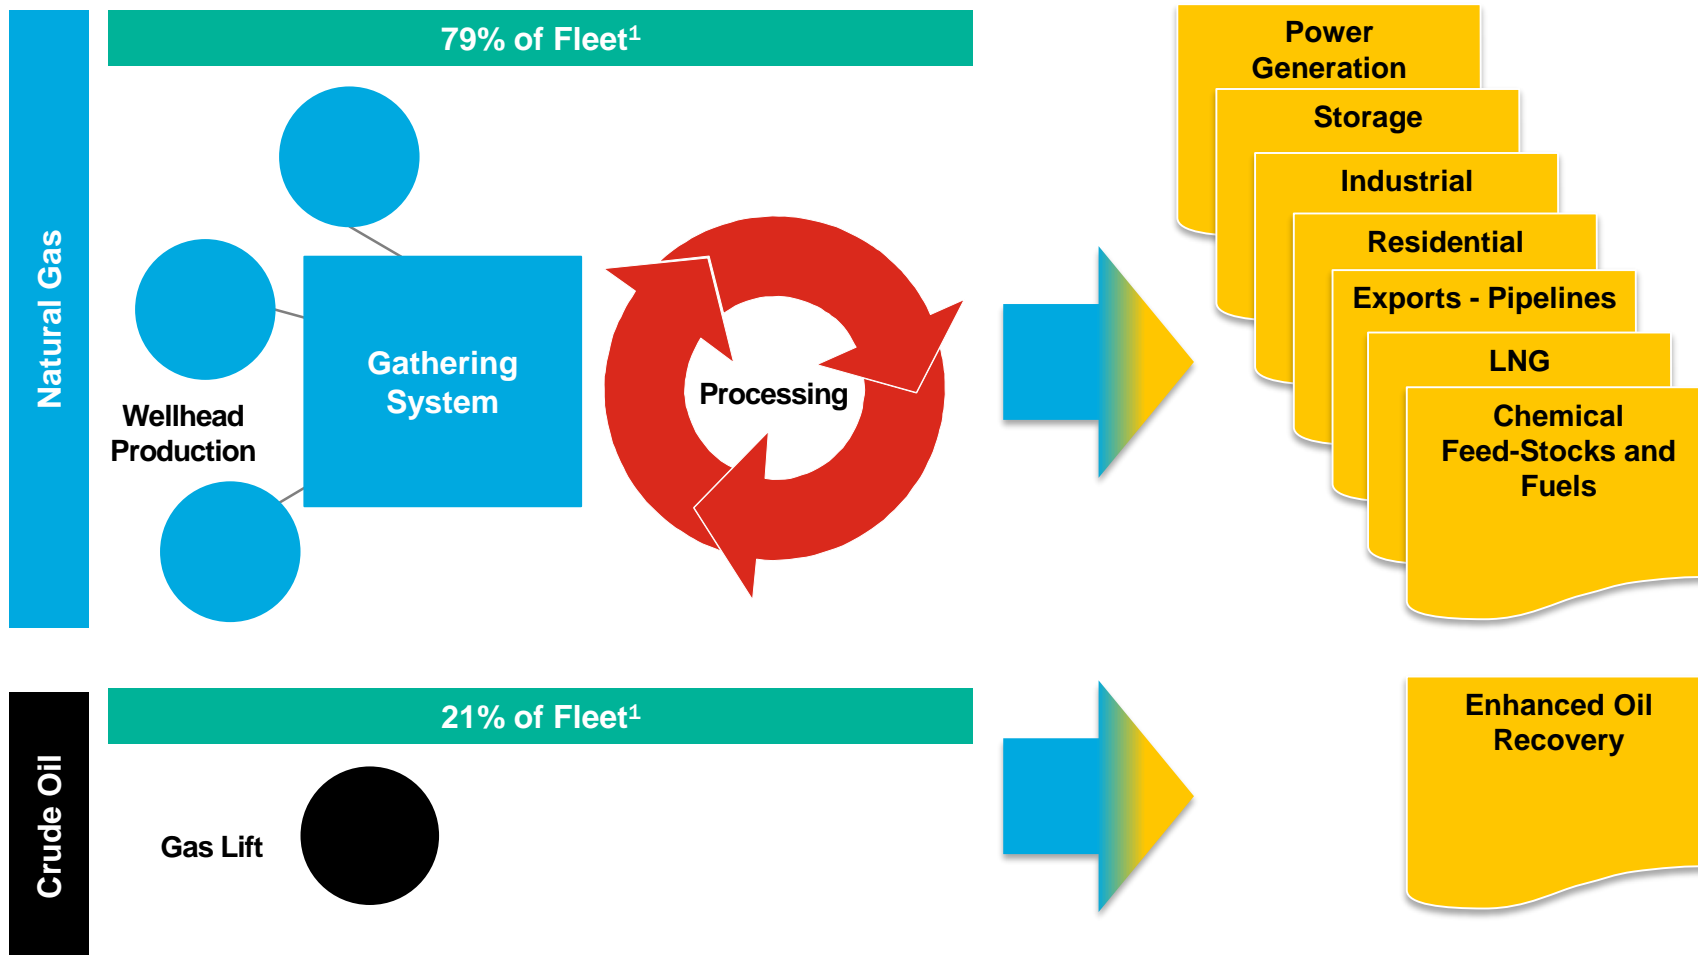 Natural Gas
79% of Fleet¹
Wellhead
Production
Gathering
System
Processing
Power
Generation
Storage
Industrial
Residential
Exports - Pipelines
LNG
Chemical
Feed-Stocks and
Fuels
Crude Oil
21% of Fleet¹
Gas Lift
Enhanced Oil
Recovery